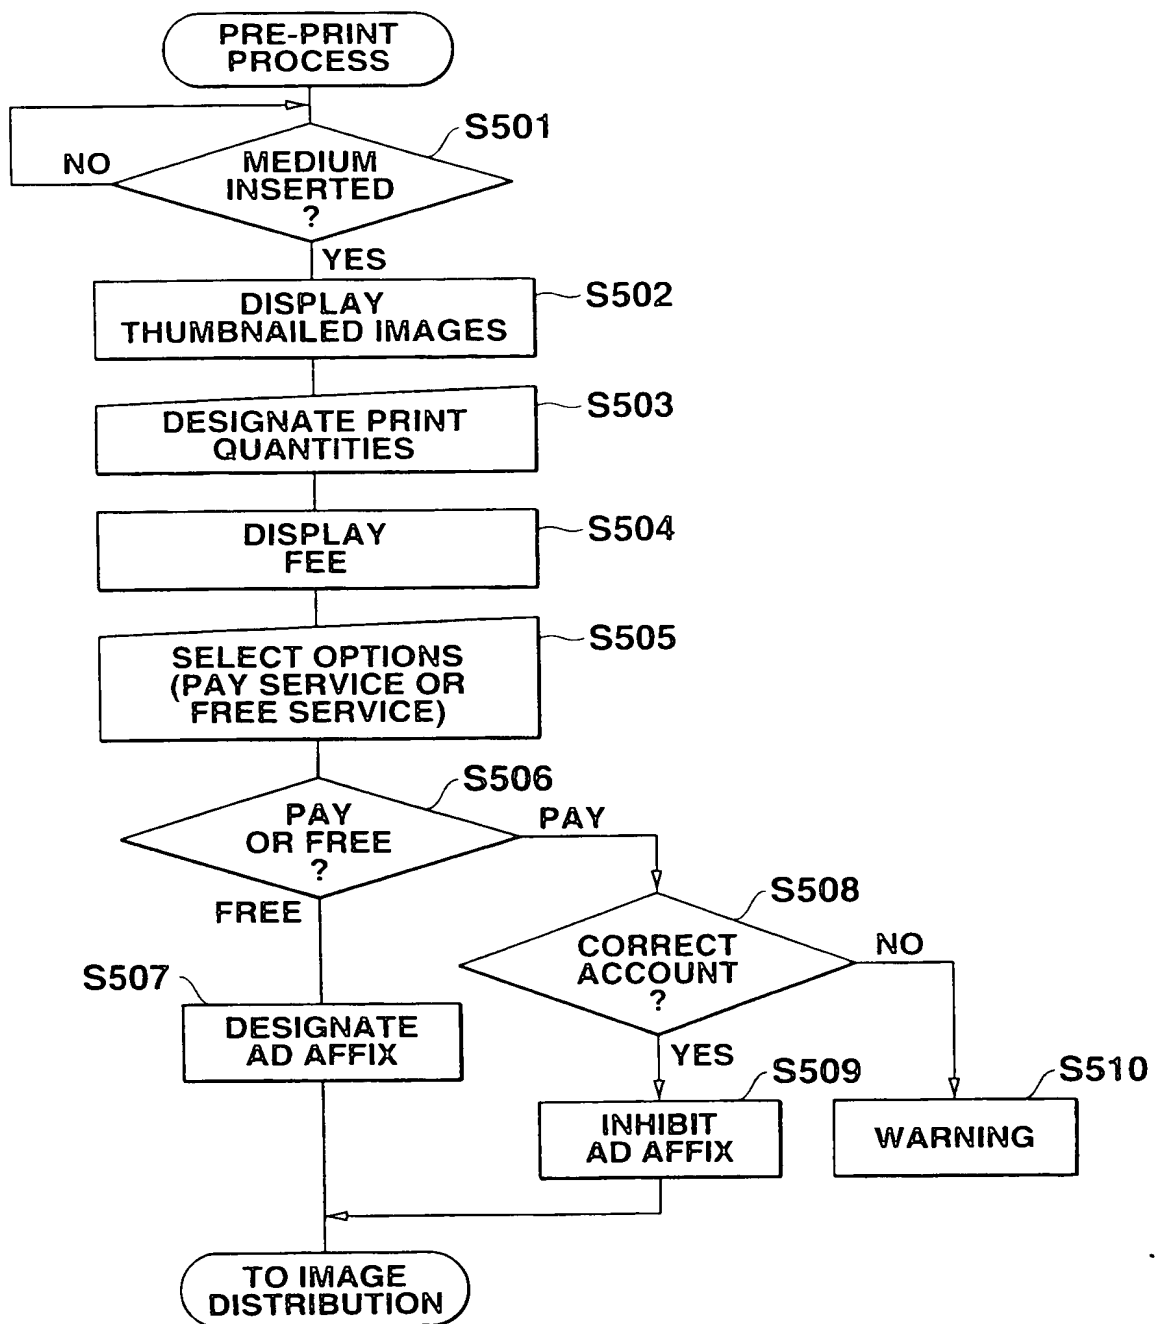 PRE-PRINT
PROCESS
S501
NO
MEDIUM
INSERTED
?
YES
S502
DISPLAY
THUMBNAILED IMAGES
S503
DESIGNATE PRINT
QUANTITIES
S504
DISPLAY
FEE
S505
SELECT OPTIONS
(PAY SERVICE OR
FREE SERVICE)
S506
PAY
OR FREE
?
PAY
FREE
S508
CORRECT
ACCOUNT
?
NO
S507
DESIGNATE
AD AFFIX
YES
S509
INHIBIT
AD AFFIX
S510
WARNING
TO IMAGE
DISTRIBUTION